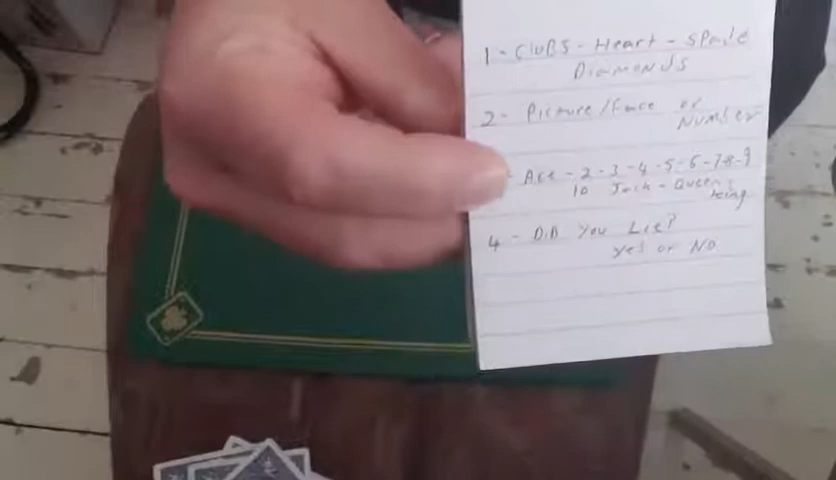 1 - CLUBS - Heart - SPade
Diamonds
2 - Picture/Face or
Number
Ace - 2 - 3 - 4 - 5 - 6 - 7 - 8 - 9
10 Jack - Queen -
king
4 - DiD You Lie?
yes or No